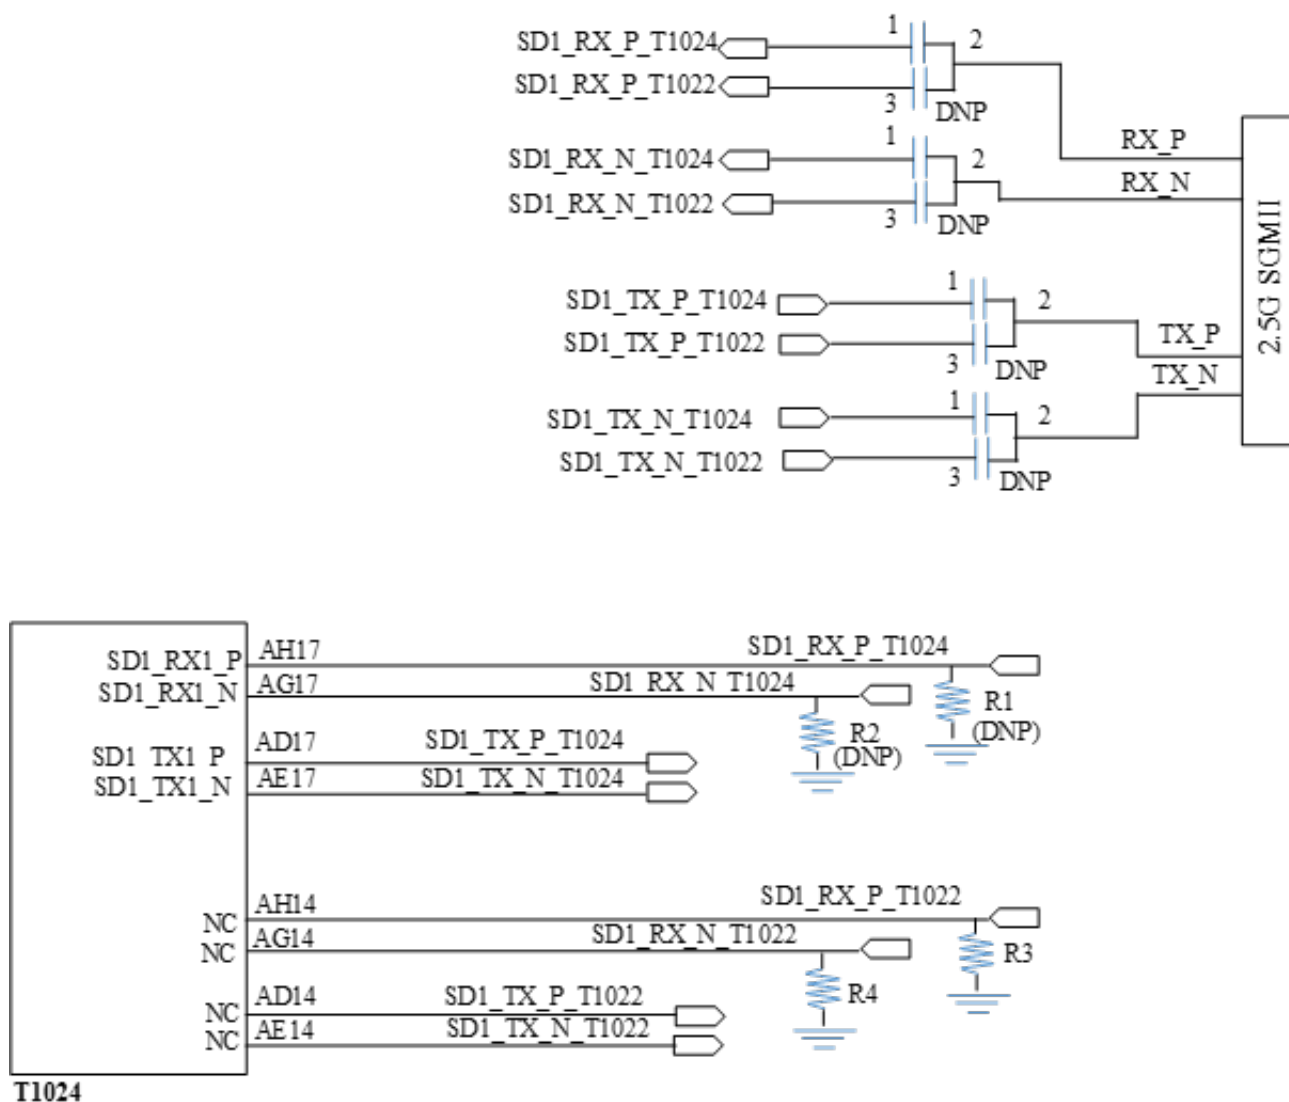 1
SD1_RX_P_T1024
2
SD1_RX_P_T1022
3
DNP
1
SD1_RX_N_T1024
2
RX_P
SD1_RX_N_T1022
RX_N
3
DNP
2.5G SGMII
1
SD1_TX_P_T1024
2
SD1_TX_P_T1022
TX_P
3
DNP
TX_N
1
SD1_TX_N_T1024
2
SD1_TX_N_T1022
3
DNP
SD1_RX1_P
AH17
SD1_RX_P_T1024
SD1_RX1_N
AG17
SD1_RX_N_T1024
R1
(DNP)
R2
(DNP)
SD1_TX1_P
AD17
SD1_TX_P_T1024
SD1_TX1_N
AE17
SD1_TX_N_T1024
NC
AH14
SD1_RX_P_T1022
NC
AG14
SD1_RX_N_T1022
R3
R4
NC
AD14
SD1_TX_P_T1022
NC
AE14
SD1_TX_N_T1022
T1024